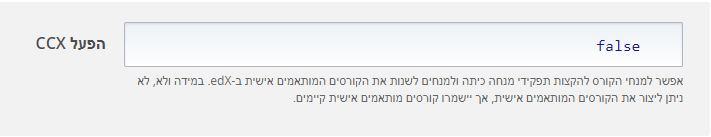 הפעל CCX
false
אפשר למנחי הקורס להקצות תפקידי מנחה כיתה ולמנחים לשנות את הקורסים המותאמים אישית ב-edX. במידה ולא, לא
ניתן ליצור את הקורסים המותאמים אישית, אך יישמרו קורסים מותאמים אישית קיימים.